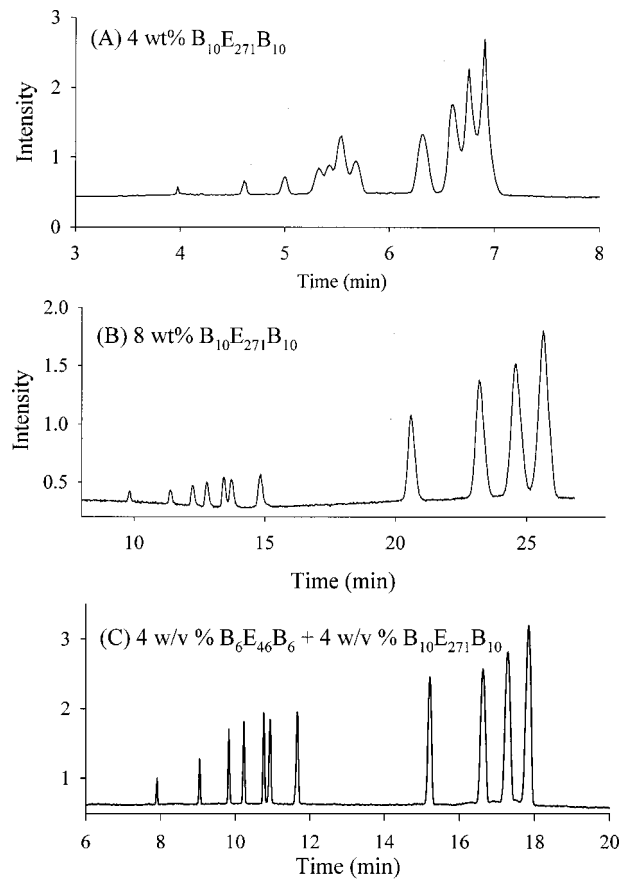 (A) 4 wt% B₁₀E₂₇₁B₁₀
Intensity
3
2
1
0
3 4 5 6 7 8
Time (min)
(B) 8 wt% B₁₀E₂₇₁B₁₀
Intensity
2.0
1.5
1.0
0.5
10 15 20 25
Time (min)
(C) 4 w/v % B₆E₄₆B₆ + 4 w/v % B₁₀E₂₇₁B₁₀
3
2
1
6 8 10 12 14 16 18 20
Time (min)